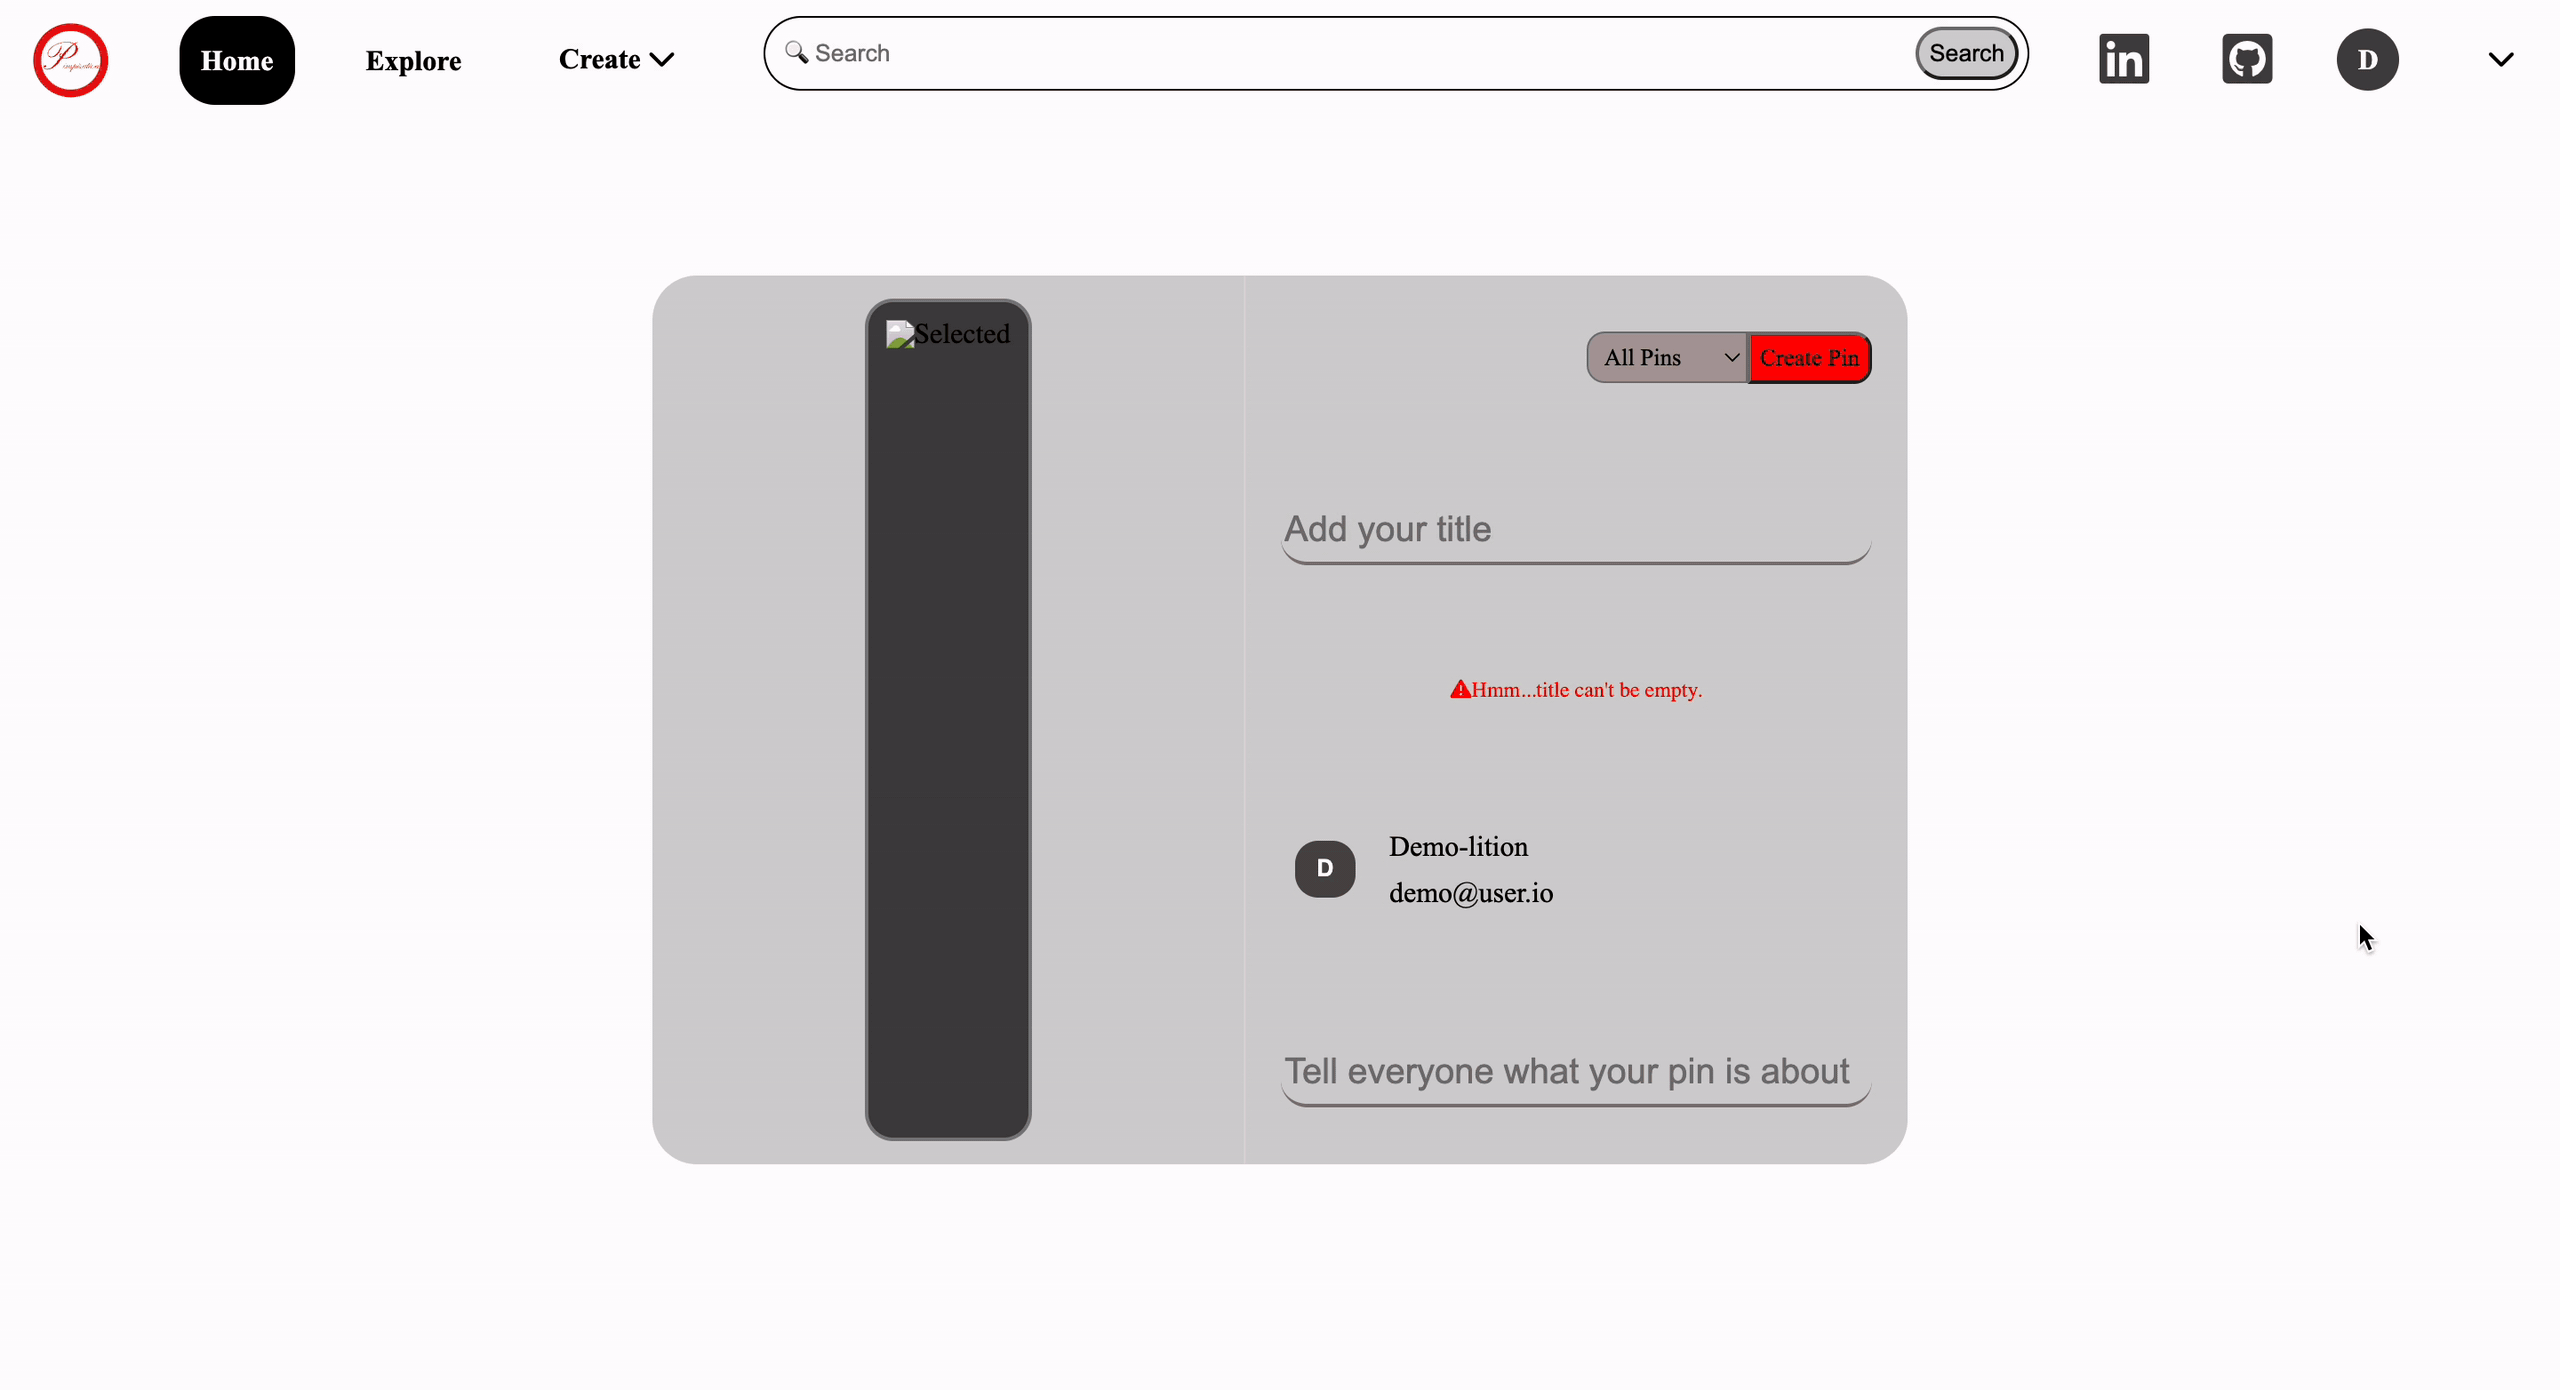 Home
Explore
Create
Search
Search
in
D
Selected
All Pins
Create Pin
Add your title
Hmm...title can't be empty.
D
Demo-lition
demo@user.io
Tell everyone what your pin is about